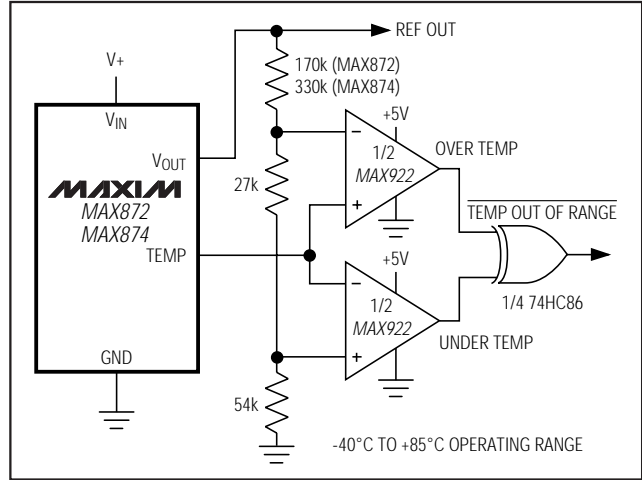 REF OUT
V+
170k (MAX872)
330k (MAX874)
VIN
+5V
VOUT
1/2
MAX922
OVER TEMP
27k
MAXIM
MAX872
MAX874
TEMP OUT OF RANGE
TEMP
+5V
1/2
MAX922
1/4 74HC86
UNDER TEMP
GND
54k
-40°C TO +85°C OPERATING RANGE
−
+
−
+